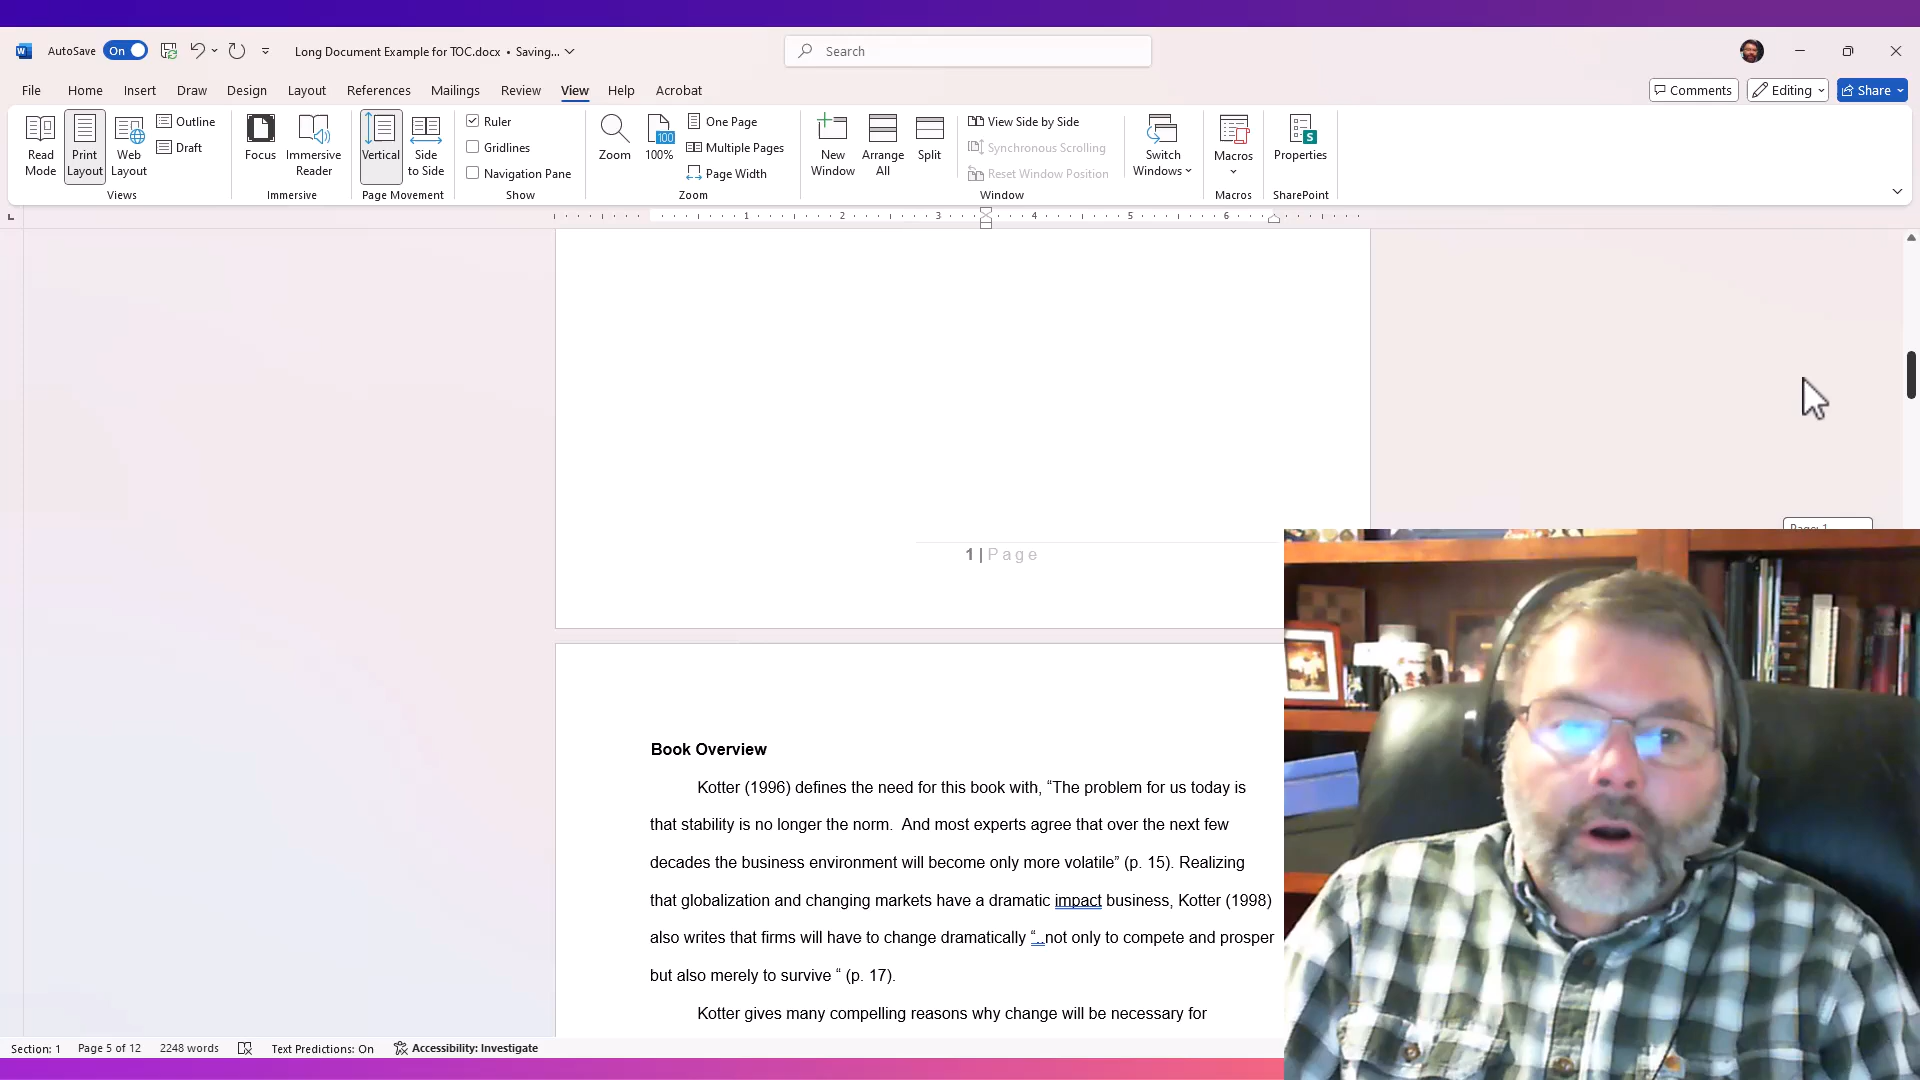 AutoSave On Long Document Example for TOC.docx • Saving... Search
File Home Insert Draw Design Layout References Mailings Review View Help Acrobat Comments Editing Share
Read Mode
Print Layout
Web Layout
Outline
Draft
Views
Focus
Immersive Reader
Immersive
Vertical
Side to Side
Page Movement
Ruler
Gridlines
Navigation Pane
Show
Zoom
100
100%
One Page
Multiple Pages
Page Width
Zoom
New Window
Arrange All
Split
View Side by Side
Synchronous Scrolling
Reset Window Position
Switch Windows
Window
Macros
Macros
S
Properties
SharePoint
1 2 3 4 5 6
1 | Page
Page: 1
Book Overview
Kotter (1996) defines the need for this book with, “The problem for us today is
that stability is no longer the norm.  And most experts agree that over the next few
decades the business environment will become only more volatile” (p. 15). Realizing
that globalization and changing markets have a dramatic impact business, Kotter (1998)
also writes that firms will have to change dramatically “..not only to compete and prosper
but also merely to survive “ (p. 17).
Kotter gives many compelling reasons why change will be necessary for
Section: 1 Page 5 of 12 2248 words Text Predictions: On Accessibility: Investigate